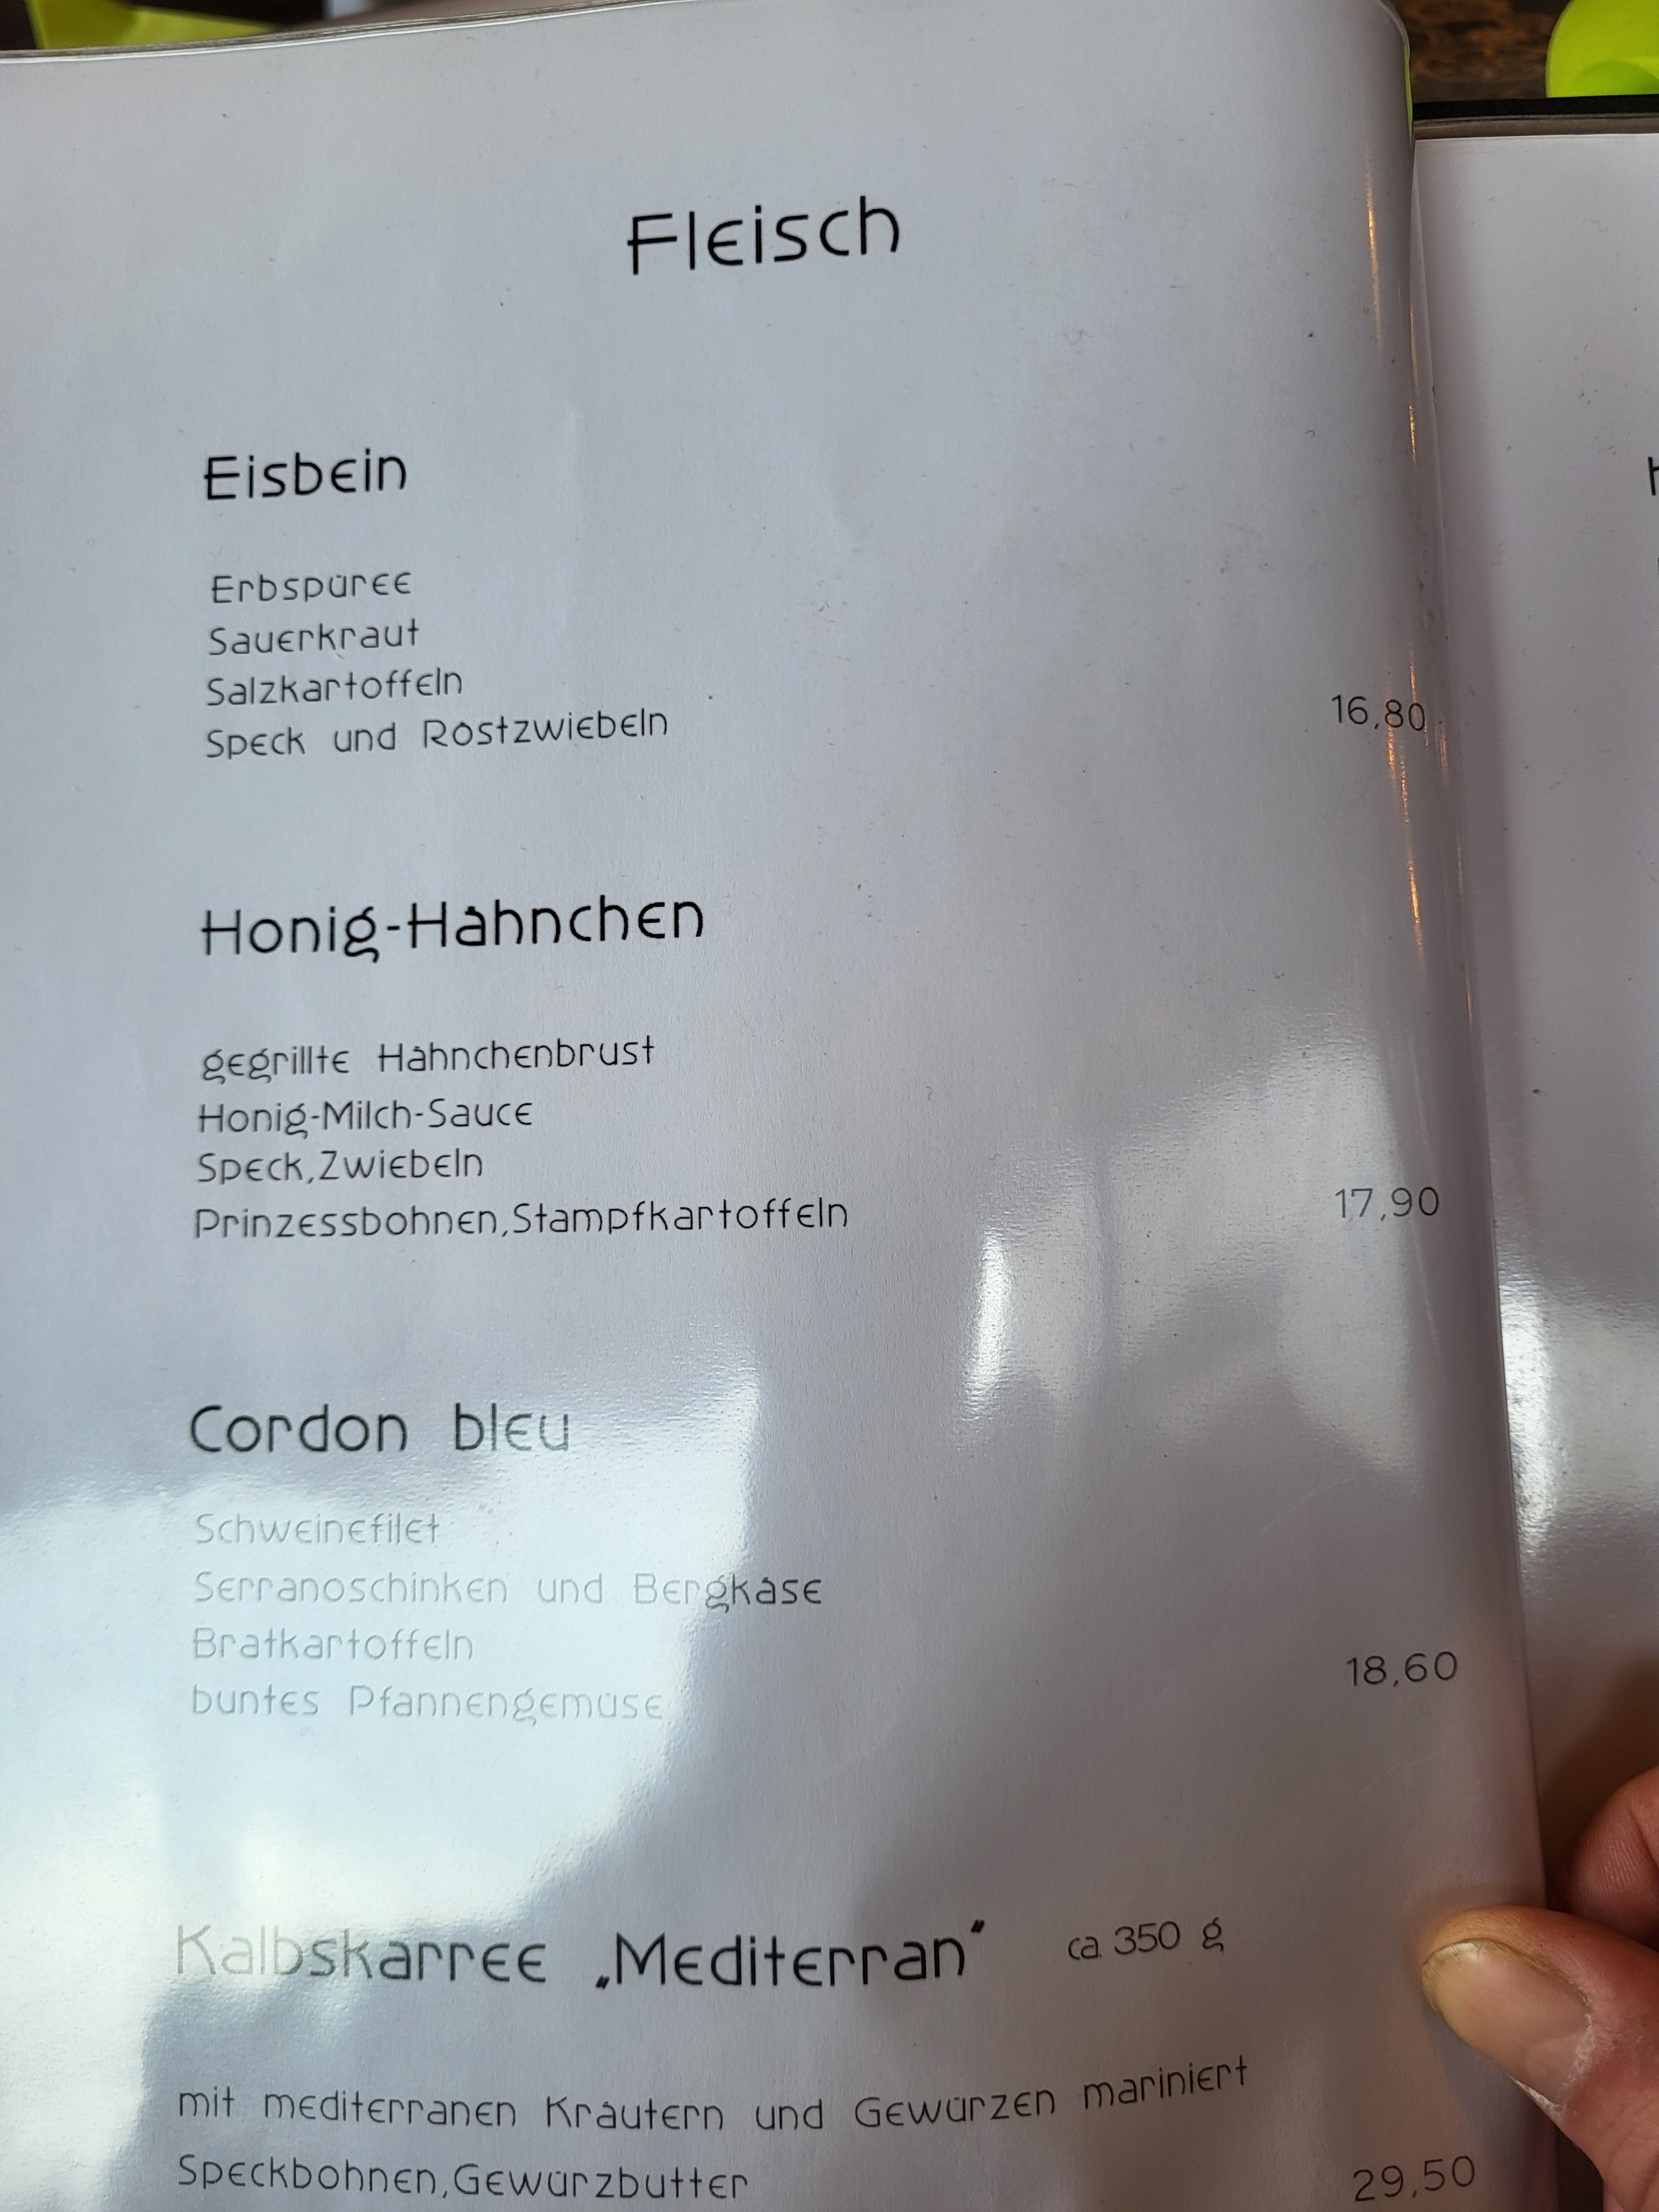 Fleisch
Eisbein
Erbspüree
Sauerkraut
Salzkartoffeln
Speck und Röstzwiebeln
16,80
Honig-Hähnchen
gegrillte Hähnchenbrust
Honig-Milch-Sauce
Speck,Zwiebeln
Prinzessbohnen,Stampfkartoffeln
17,90
Cordon bleu
Schweinefilet
Serranoschinken und Bergkäse
Bratkartoffeln
buntes Pfannengemüse
18,60
Kalbskarree „Mediterran“ ca. 350 g
mit mediterranen Kräutern und Gewürzen mariniert
Speckbohnen,Gewürzbutter
29,50